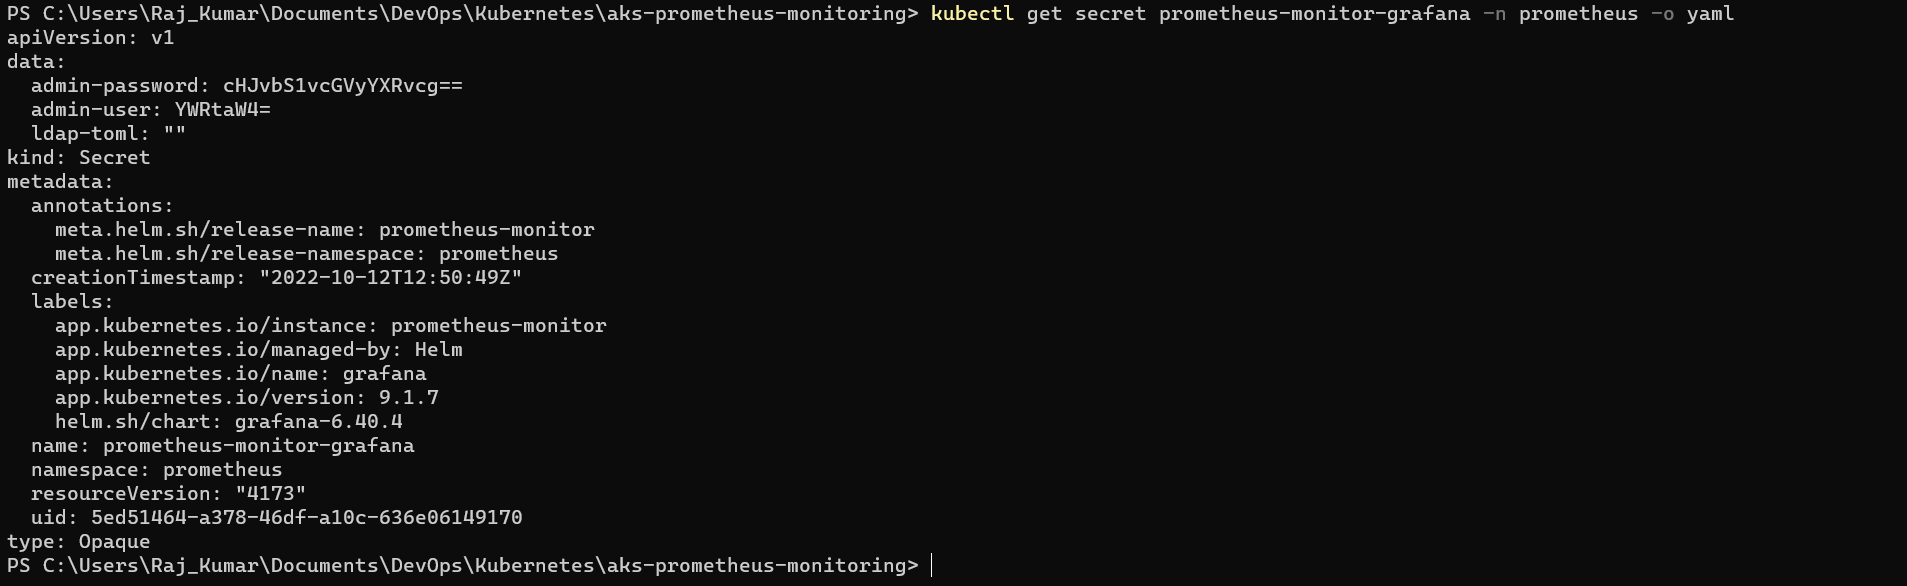 PS C:\Users\Raj_Kumar\Documents\DevOps\Kubernetes\aks-prometheus-monitoring> kubectl get secret prometheus-monitor-grafana -n prometheus -o yaml
apiVersion: v1
data:
  admin-password: cHJvbS1vcGVyYXRvcg==
  admin-user: YWRtaW4=
  ldap-toml: ""
kind: Secret
metadata:
  annotations:
    meta.helm.sh/release-name: prometheus-monitor
    meta.helm.sh/release-namespace: prometheus
  creationTimestamp: "2022-10-12T12:50:49Z"
  labels:
    app.kubernetes.io/instance: prometheus-monitor
    app.kubernetes.io/managed-by: Helm
    app.kubernetes.io/name: grafana
    app.kubernetes.io/version: 9.1.7
    helm.sh/chart: grafana-6.40.4
  name: prometheus-monitor-grafana
  namespace: prometheus
  resourceVersion: "4173"
  uid: 5ed51464-a378-46df-a10c-636e06149170
type: Opaque
PS C:\Users\Raj_Kumar\Documents\DevOps\Kubernetes\aks-prometheus-monitoring>